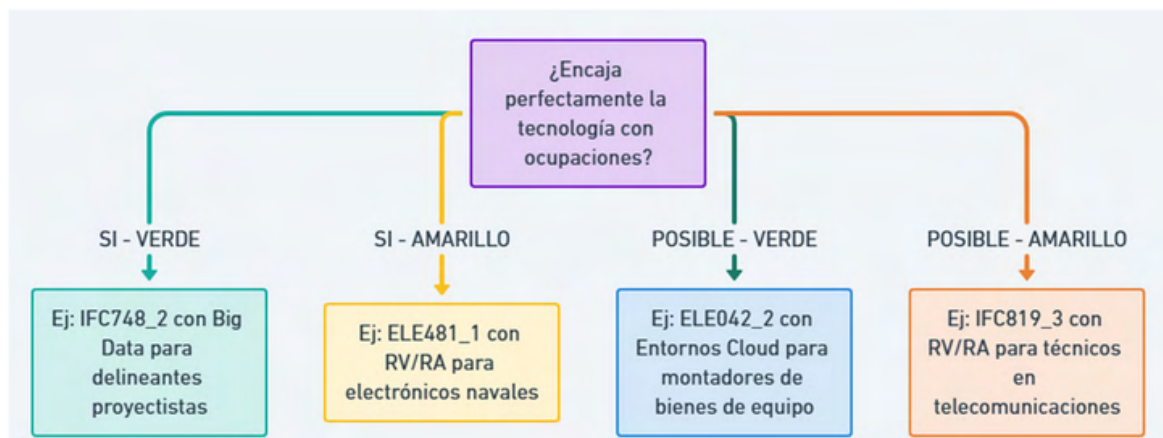 ¿Encaja
perfectamente la
tecnología con
ocupaciones?
SI - VERDE
SI - AMARILLO
POSIBLE - VERDE
POSIBLE - AMARILLO
Ej: IFC748_2 con Big
Data para
delineantes
proyectistas
Ej: ELE481_1 con
RV/RA para
electrónicos navales
Ej: ELE042_2 con
Entornos Cloud para
montadores de
bienes de equipo
Ej: IFC819_3 con
RV/RA para técnicos
en
telecomunicaciones